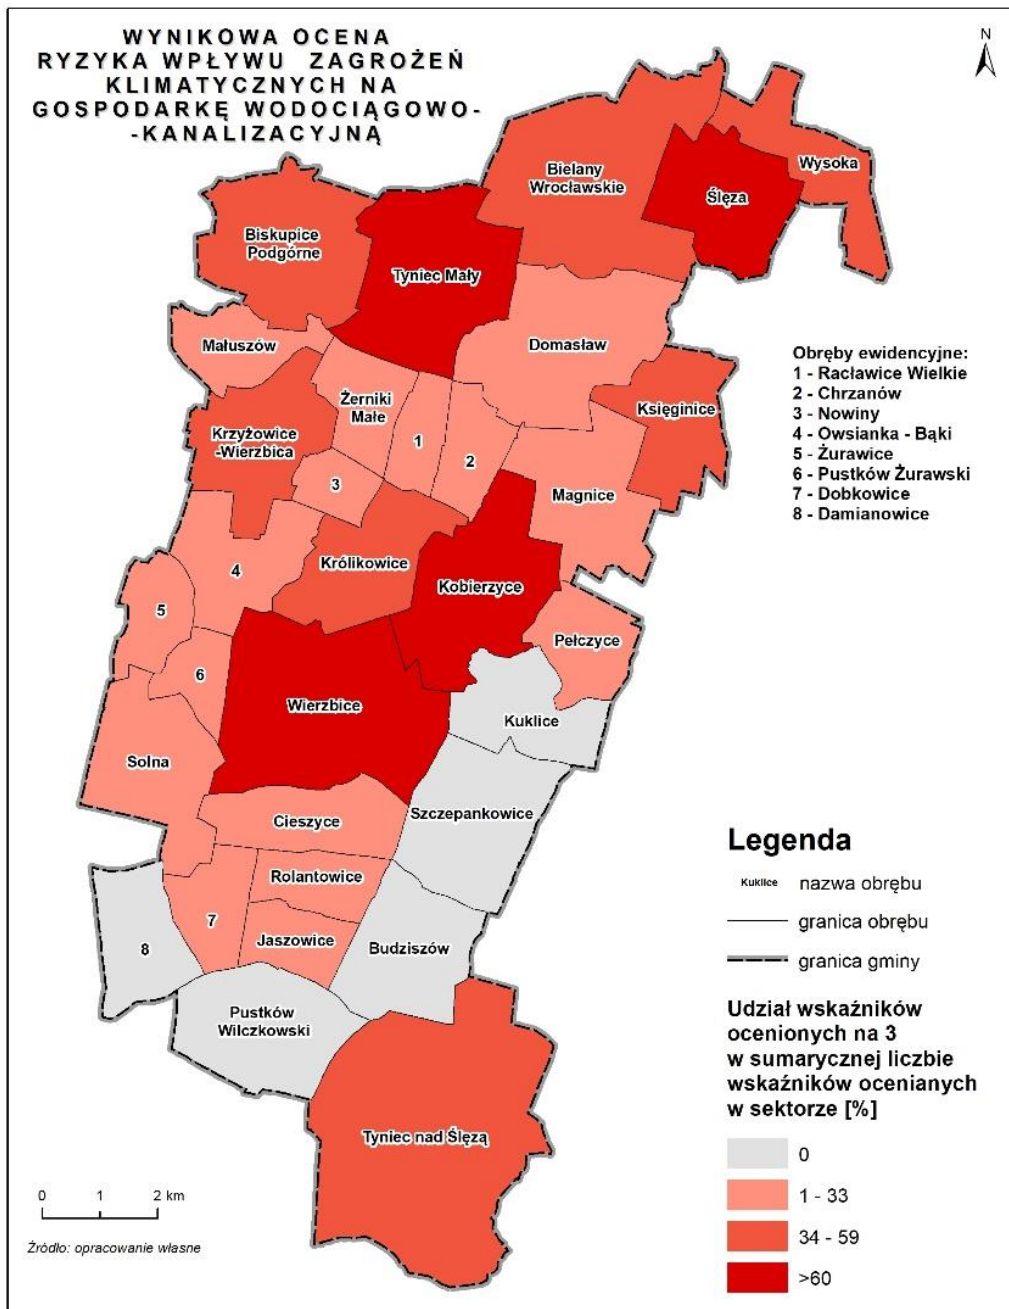 WYNIKOWA OCENA
RYZYKA WPŁYWU ZAGROŻEŃ
KLIMATYCZNYCH NA
GOSPODARKĘ WODOCIĄGOWO-
-KANALIZACYJNĄ
N
Bielany
Wrocławskie
Wysoka
Ślęza
Biskupice
Podgórne
Tyniec Mały
Małuszów
Domasław
Żerniki
Małe
Księginice
Krzyżowice
-Wierzbica
1
2
3
Magnice
Królikowice
Kobierzyce
4
5
6
Pełczyce
Wierzbice
Kuklice
Solna
Szczepankowice
Cieszyce
Rolantowice
7
Jaszowice
Budziszów
8
Pustków
Wilczkowski
Tyniec nad Ślęzą
Obręby ewidencyjne:
1 - Racławice Wielkie
2 - Chrzanów
3 - Nowiny
4 - Owsianka - Bąki
5 - Żurawice
6 - Pustków Żurawski
7 - Dobkowice
8 - Damianowice
Legenda
Kuklice nazwa obrębu
granica obrębu
granica gminy
Udział wskaźników
ocenionych na 3
w sumarycznej liczbie
wskaźników ocenianych
w sektorze [%]
0
1 - 33
34 - 59
>60
0 1 2 km
Źródło: opracowanie własne